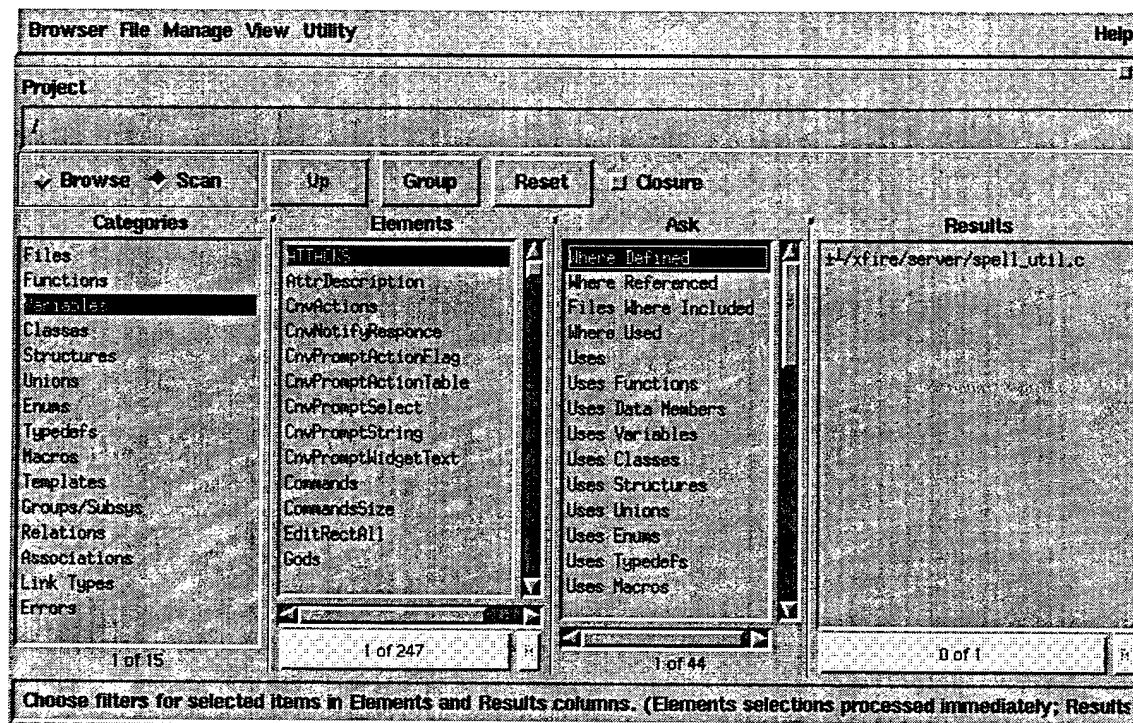 Browser File Manage View Utility Help
Project
/
Browse Scan Up Group Reset Closure
Categories
Files
Functions
Variables
Classes
Structures
Unions
Enums
Typedefs
Macros
Templates
Groups/Subsys
Relations
Associations
Link Types
Errors
1 of 15
Elements
ATTACKS
AttrDescription
CnvActions
CnvNotifyResponce
CnvPromptActionFlag
CnvPromptActionTable
CnvPromptSelect
CnvPromptString
CnvPromptWidgetText
Commands
CommandsSize
EditRectAll
Gods
1 of 247
Ask
Where Defined
Where Referenced
Files Where Included
Where Used
Uses
Uses Functions
Uses Data Members
Uses Variables
Uses Classes
Uses Structures
Uses Unions
Uses Enums
Uses Typedefs
Uses Macros
1 of 44
Results
/xfire/server/spell_util.c
0 of 1
Choose filters for selected items in Elements and Results columns. (Elements selections processed immediately; Results